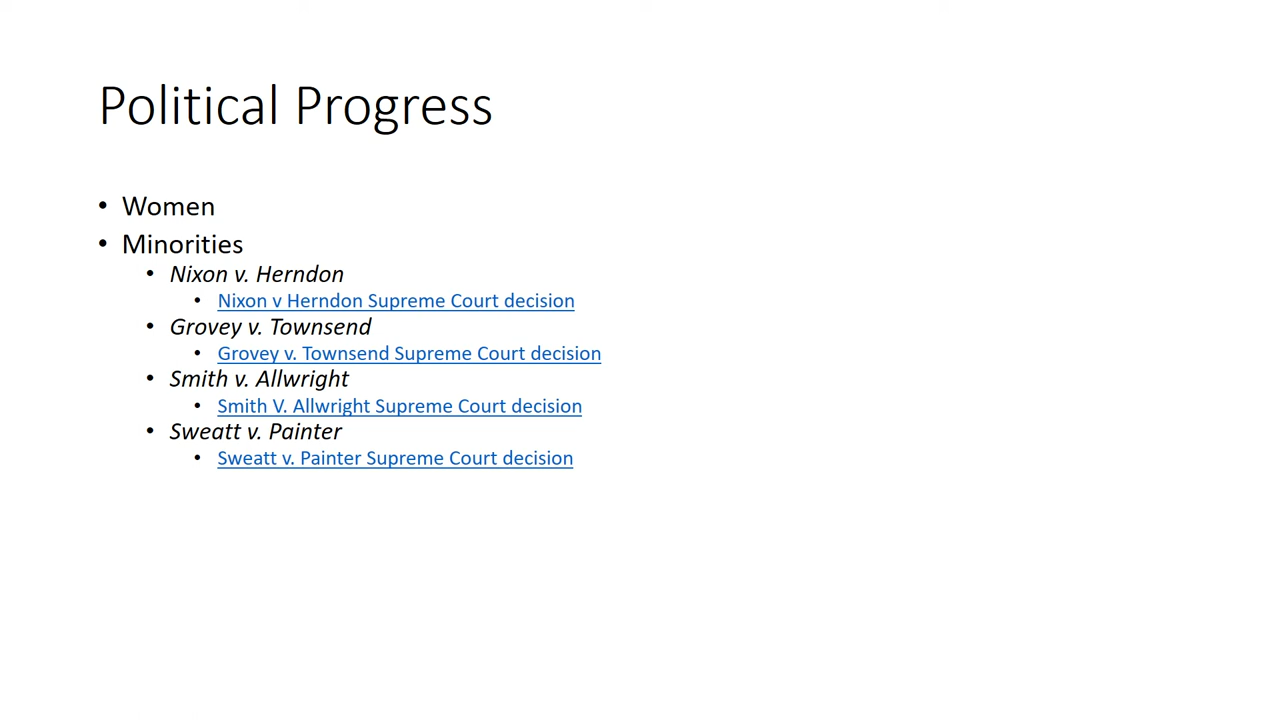 Political Progress
• Women
• Minorities
• Nixon v. Herndon
• Nixon v Herndon Supreme Court decision
• Grovey v. Townsend
• Grovey v. Townsend Supreme Court decision
• Smith v. Allwright
• Smith V. Allwright Supreme Court decision
• Sweatt v. Painter
• Sweatt v. Painter Supreme Court decision